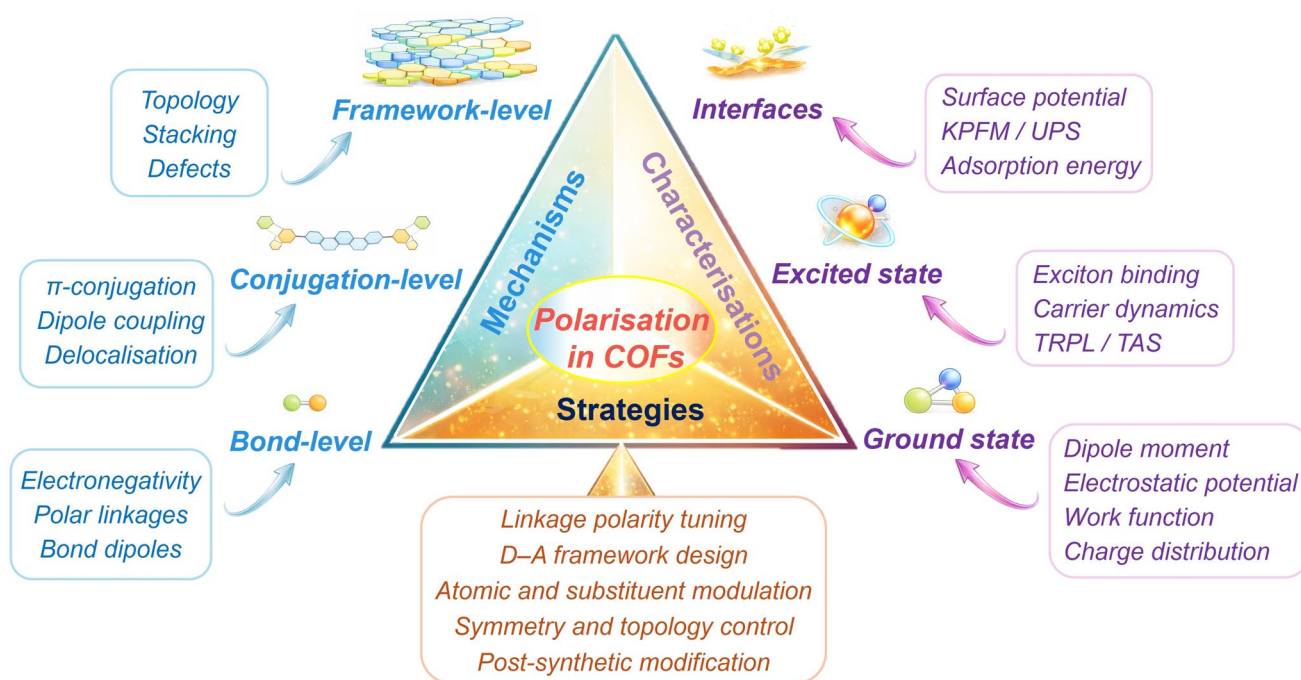 Topology
Stacking
Defects
Framework-level
π-conjugation
Dipole coupling
Delocalisation
Conjugation-level
Electronegativity
Polar linkages
Bond dipoles
Bond-level
Mechanisms
Characterisations
Polarisation
in COFs
Strategies
Linkage polarity tuning
D–A framework design
Atomic and substituent modulation
Symmetry and topology control
Post-synthetic modification
Interfaces
Surface potential
KPFM / UPS
Adsorption energy
Excited state
Exciton binding
Carrier dynamics
TRPL / TAS
Ground state
Dipole moment
Electrostatic potential
Work function
Charge distribution